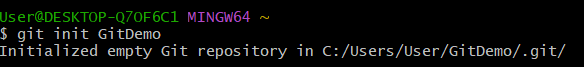 User@DESKTOP-Q7OF6C1 MINGW64 ~
$ git init GitDemo
Initialized empty Git repository in C:/Users/User/GitDemo/.git/